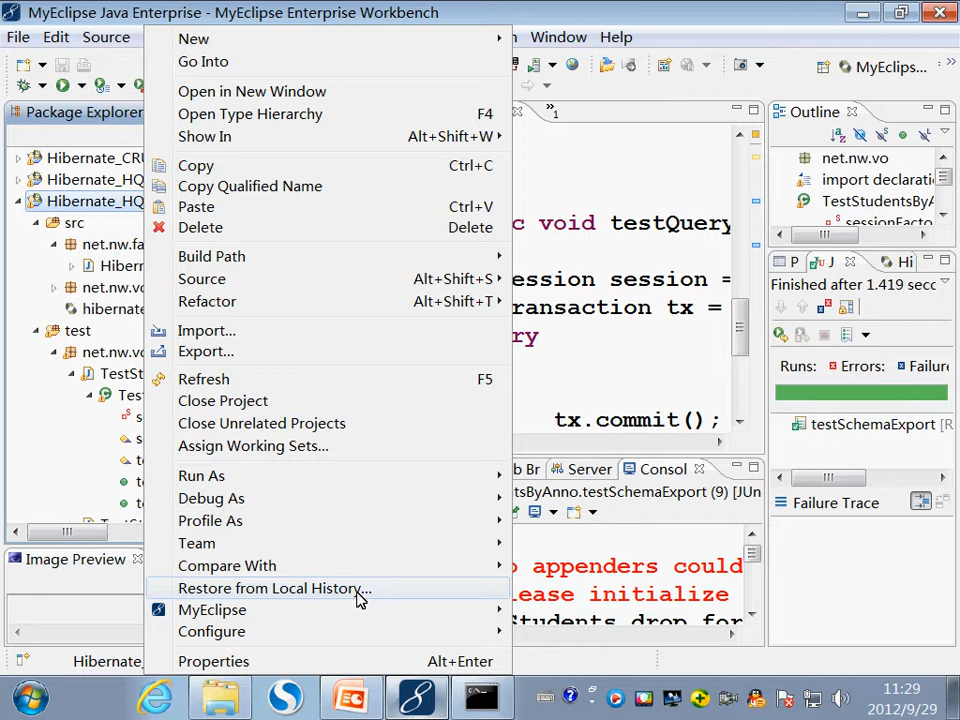 MyEclipse Java Enterprise - MyEclipse Enterprise Workbench
File Edit Source Window Help
MyEclips... »
Package Explorer
Hibernate_CRU
Hibernate_HQ
Hibernate_HQ
src
net.nw.fa
Hibern
net.nw.vo
hibernate
test
net.nw.vo
TestSt
Tes
Image Preview
Hibernate_
New
Go Into
Open in New Window
Open Type Hierarchy F4
Show In Alt+Shift+W
Copy Ctrl+C
Copy Qualified Name
Paste Ctrl+V
Delete Delete
Build Path
Source Alt+Shift+S
Refactor Alt+Shift+T
Import...
Export...
Refresh F5
Close Project
Close Unrelated Projects
Assign Working Sets...
Run As
Debug As
Profile As
Team
Compare With
Restore from Local History...
MyEclipse
Configure
Properties Alt+Enter
»1
c void testQuery
ession session =
ransaction tx =
ry
tx.commit();
b Br Server Consol
tsByAnno.testSchemaExport (9) [JUn
o appenders could
lease initialize
Students drop for
Outline
net.nw.vo
import declarati
TestStudentsByA
sessionFacto
P J Hi
Finished after 1.419 secc
Runs: Errors: Failure
testSchemaExport [R
Failure Trace
11:29
2012/9/29